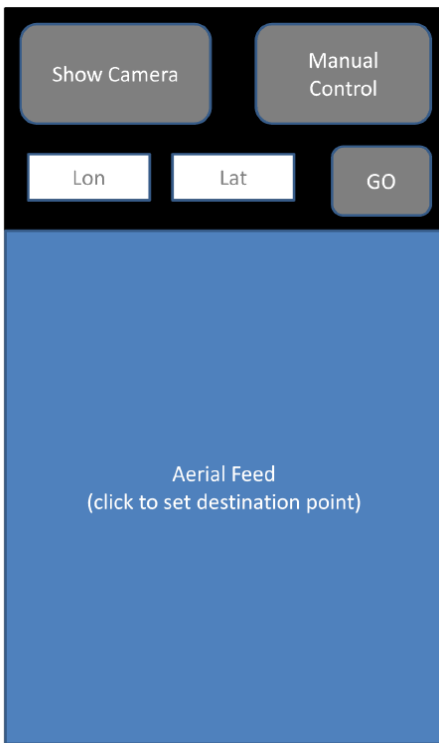 Show Camera
Manual
Control
Lon
Lat
GO
Aerial Feed
(click to set destination point)